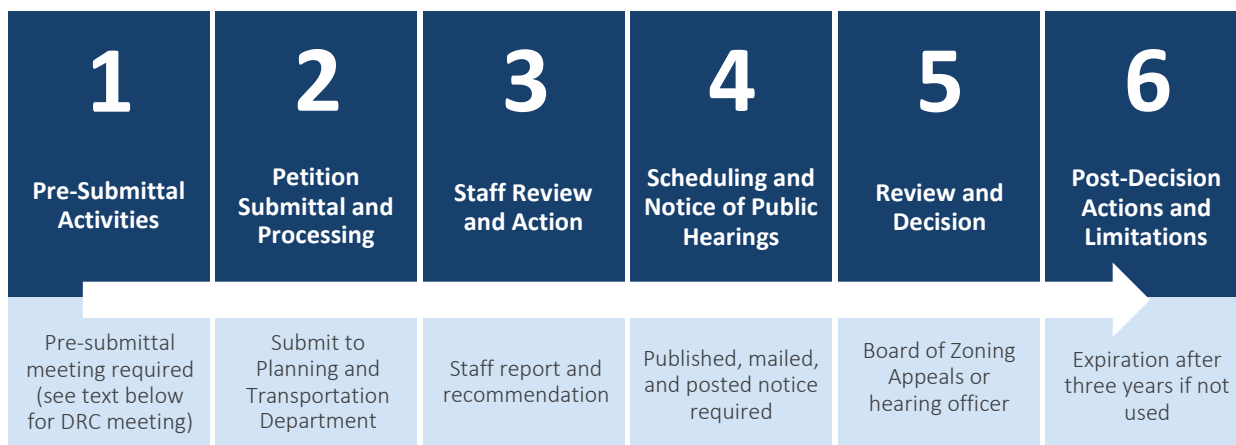 1
Pre-Submittal
Activities
2
Petition
Submittal and
Processing
3
Staff Review
and Action
4
Scheduling and
Notice of Public
Hearings
5
Review and
Decision
6
Post-Decision
Actions and
Limitations
Pre-submittal
meeting required
(see text below
for DRC meeting)
Submit to
Planning and
Transportation
Department
Staff report and
recommendation
Published, mailed,
and posted notice
required
Board of Zoning
Appeals or
hearing officer
Expiration after
three years if not
used